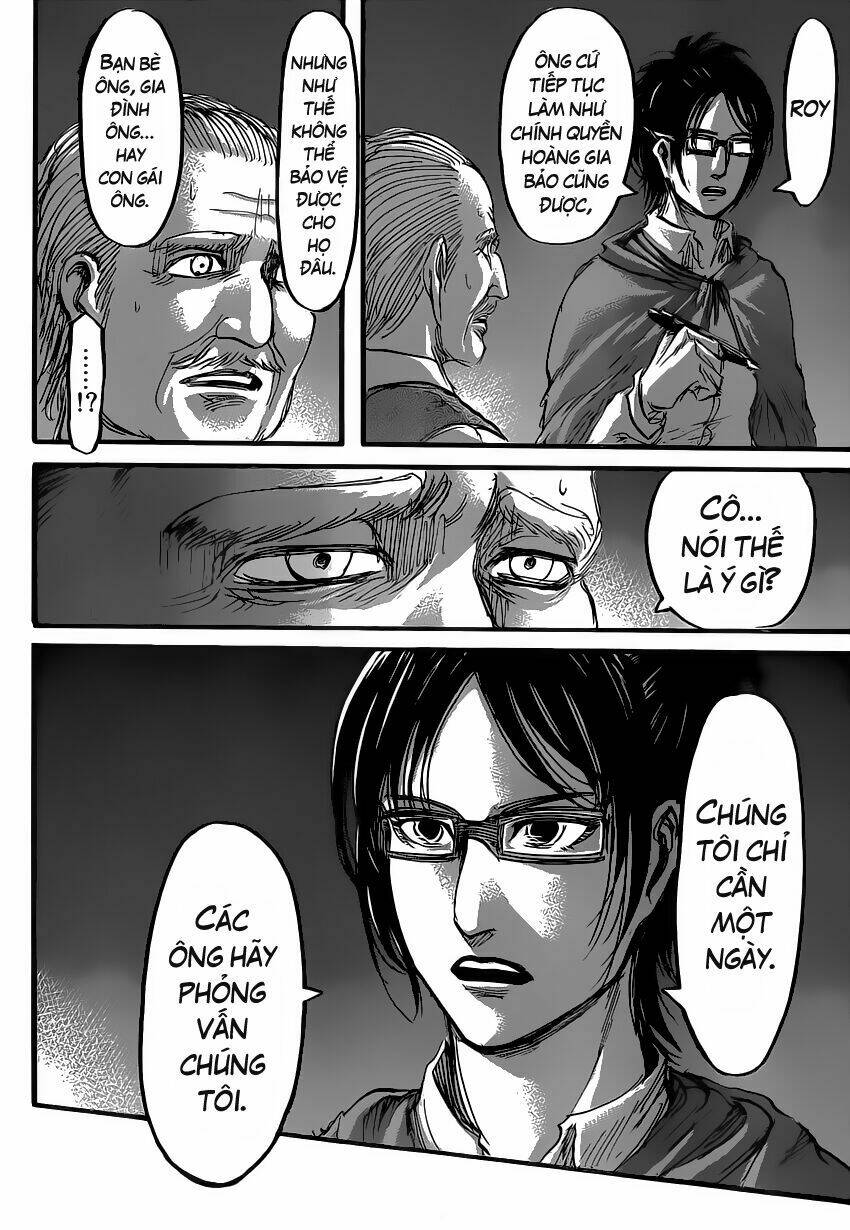 ROY
ÔNG CỨ
TIẾP TỤC
LÀM NHƯ
CHÍNH QUYỀN
HOÀNG GIA
BẢO CŨNG
ĐƯỢC,
NHƯNG
NHƯ
THẾ
KHÔNG
THỂ
BẢO VỆ
ĐƯỢC
CHO
HỌ
ĐÂU.
BẠN BÈ
ÔNG, GIA
ĐÌNH
ÔNG...
HAY
CON GÁI
ÔNG.
......!?
CÔ...
NÓI THẾ
LÀ Ý GÌ?
CHÚNG
TÔI CHỈ
CẦN
MỘT
NGÀY.
CÁC
ÔNG HÃY
PHỎNG
VẤN
CHÚNG
TÔI.